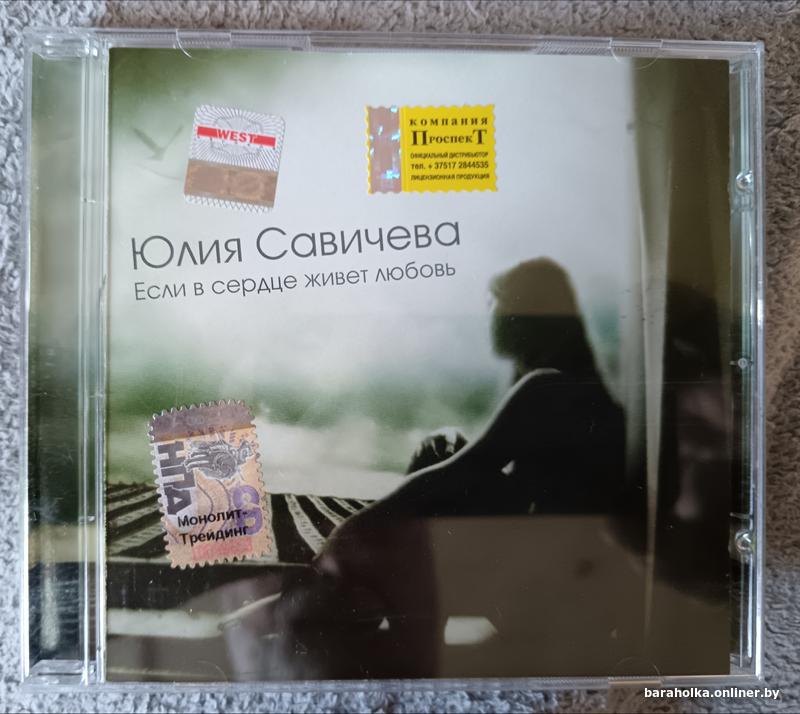 WEST
компания
ПроспекТ
ОФИЦИАЛЬНЫЙ ДИСТРИБЬЮТОР
тел. + 37517 2844535
ЛИЦЕНЗИОННАЯ ПРОДУКЦИЯ
Юлия Савичева
Если в сердце живет любовь
НПД
Монолит-
Трейдинг
baraholka.onliner.by